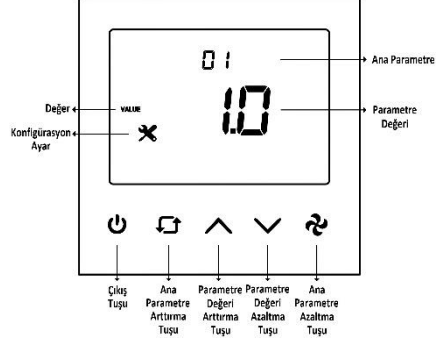 01
Ana Parametre
1.0
Değer
VALUE
Parametre
Değeri
Konfigürasyon
Ayar
Çıkış
Tuşu
Ana
Parametre
Arttırma
Tuşu
Parametre
Değeri
Arttırma
Tuşu
Parametre
Değeri
Azaltma
Tuşu
Ana
Parametre
Azaltma
Tuşu